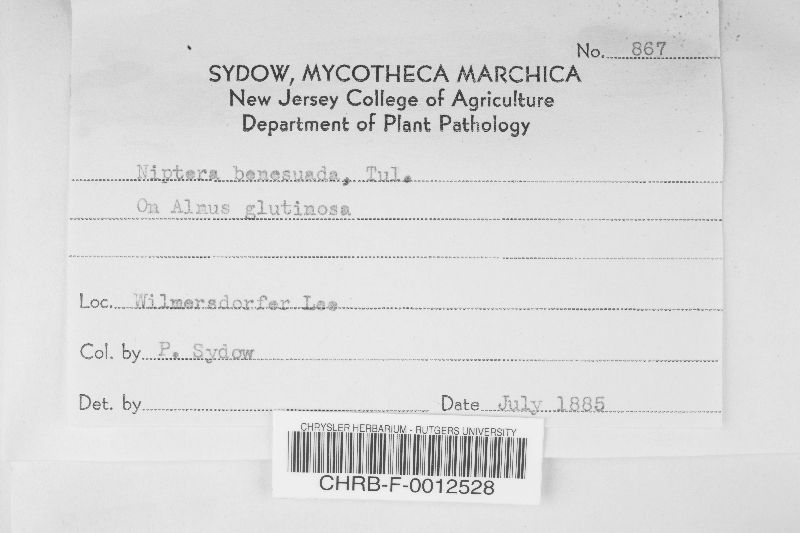 No. 867
SYDOW, MYCOTHECA MARCHICA
New Jersey College of Agriculture
Department of Plant Pathology
Niptera benesuada, Tul.
On Alnus glutinosa
Loc. Wilmersdorfer Lee
Col. by P. Sydow
Det. by
Date July 1885
CHRYSLER HERBARIUM - RUTGERS UNIVERSITY
CHRB-F-0012528